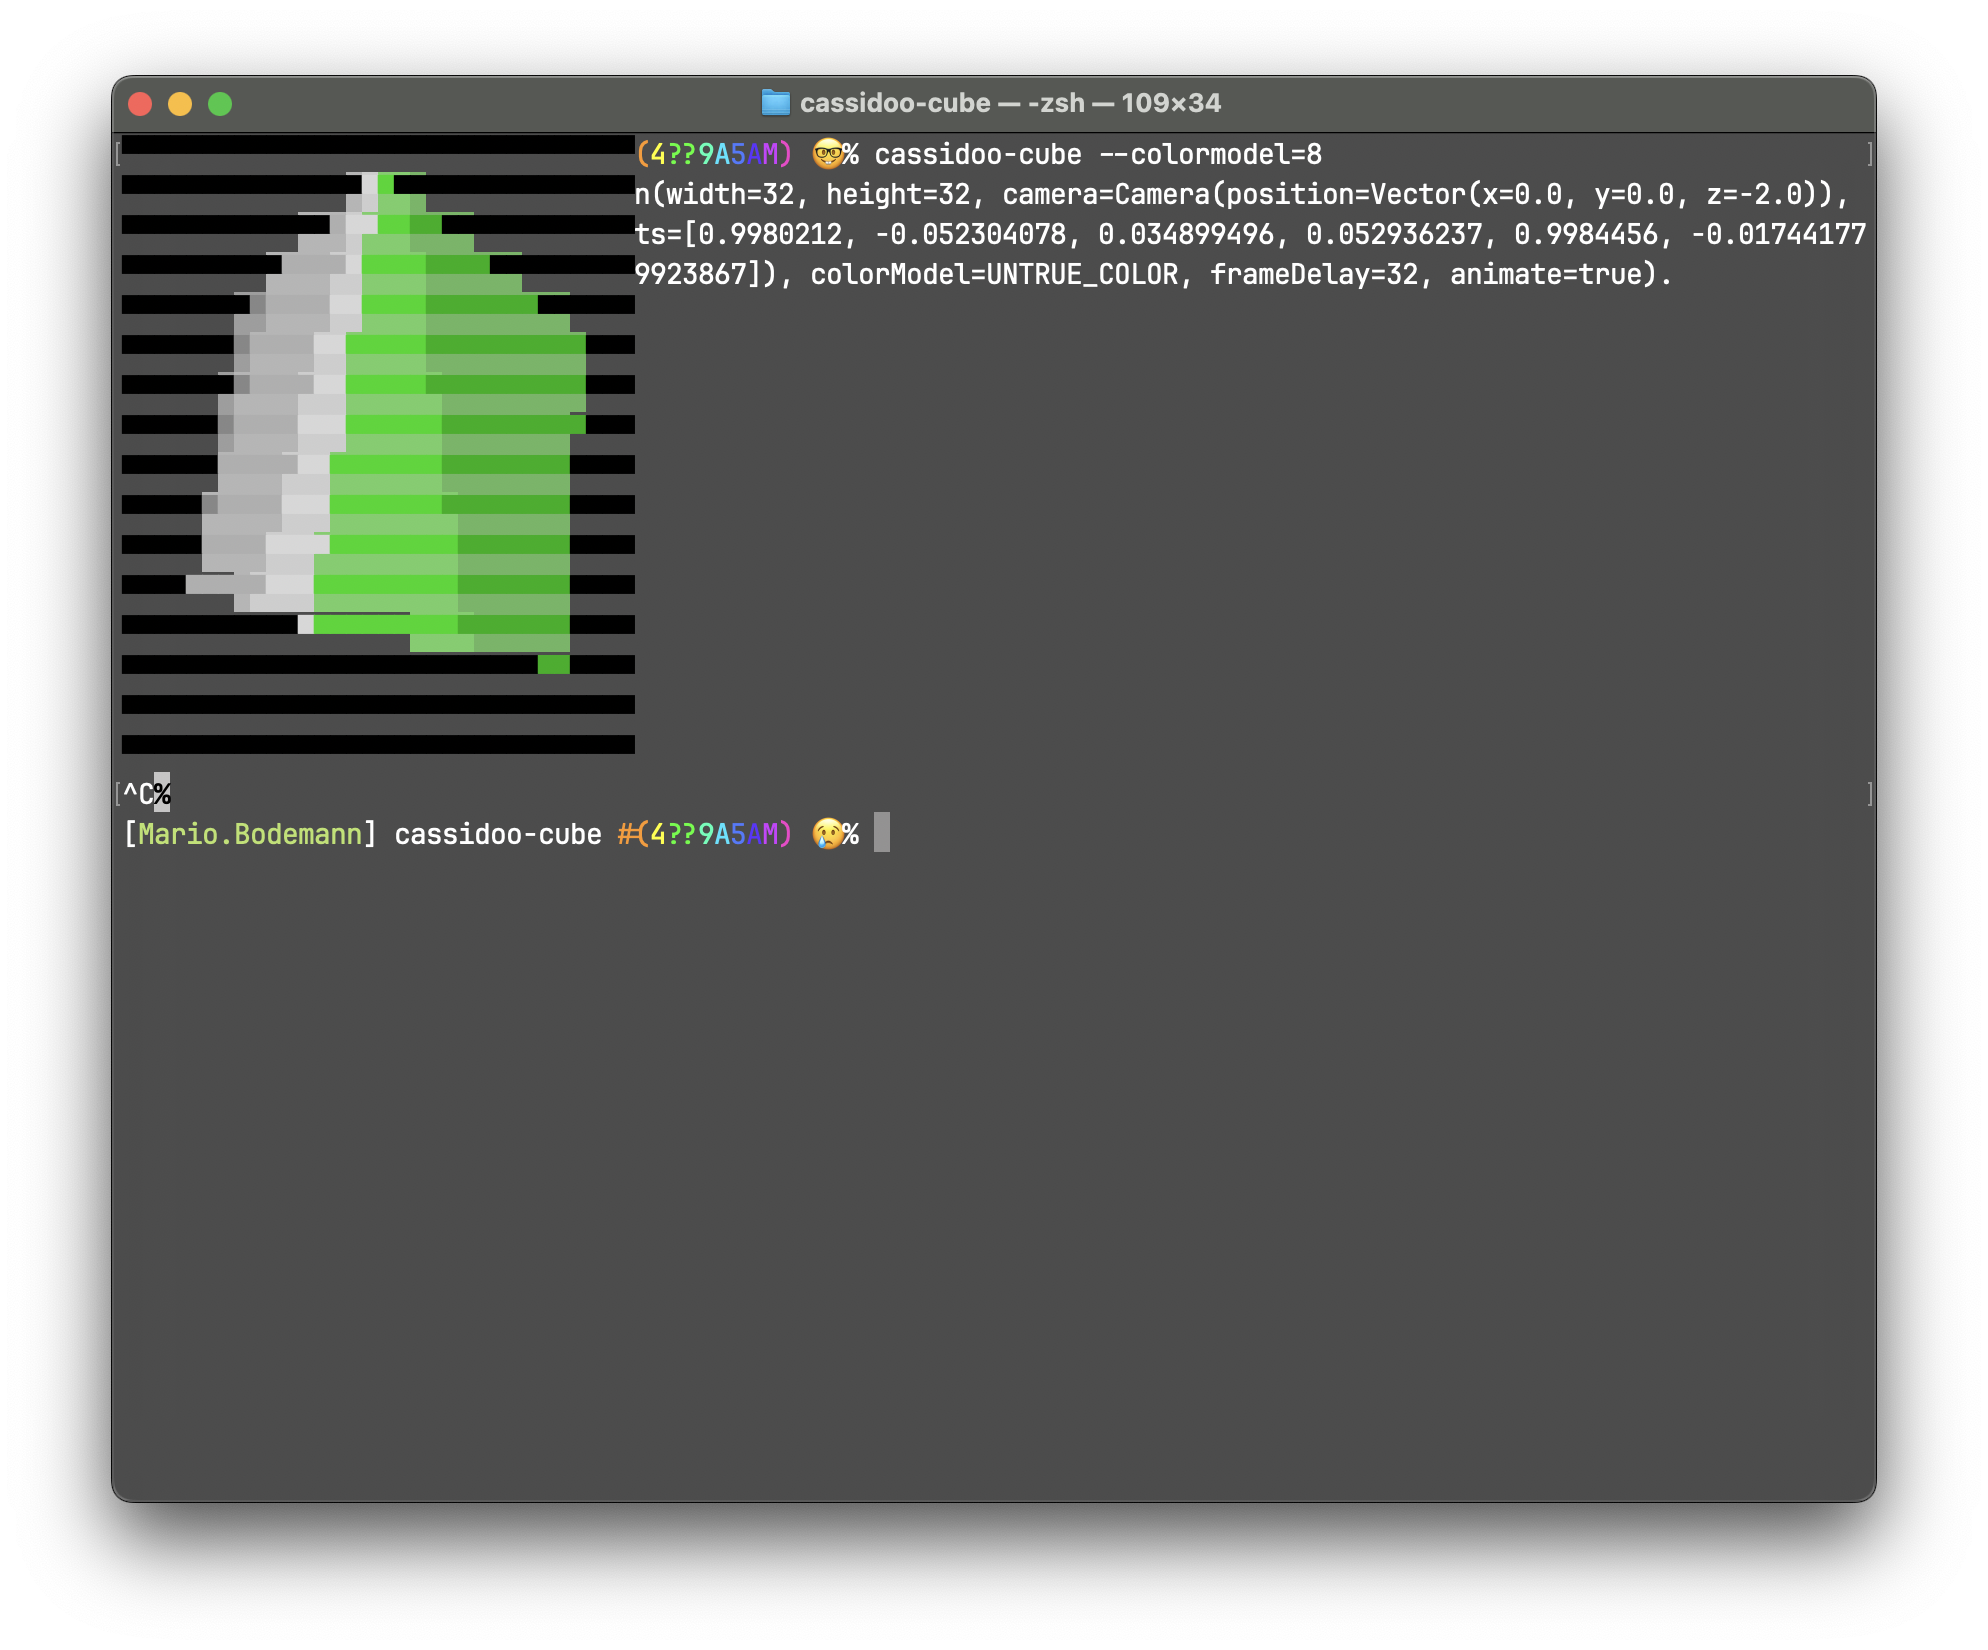 cassidoo-cube — -zsh — 109×34
(4??9A5AM) 🤓% cassidoo-cube --colormodel=8
n(width=32, height=32, camera=Camera(position=Vector(x=0.0, y=0.0, z=-2.0)),
ts=[0.9980212, -0.052304078, 0.034899496, 0.052936237, 0.9984456, -0.01744177
9923867]), colorModel=UNTRUE_COLOR, frameDelay=32, animate=true).
^C%
[Mario.Bodemann] cassidoo-cube #(4??9A5AM) 😢%